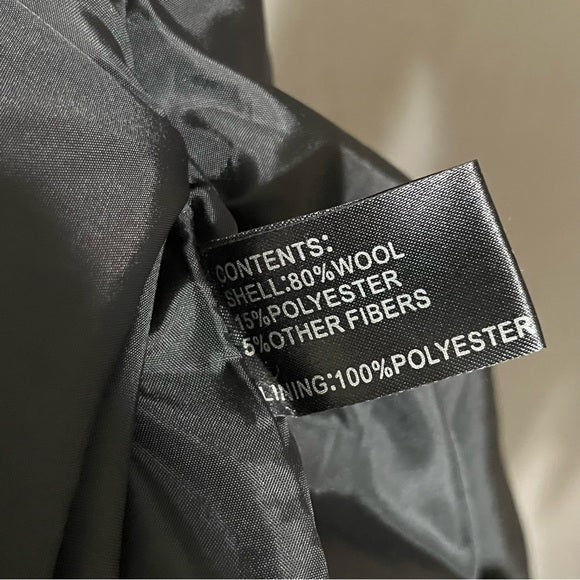 CONTENTS:
SHELL:80%WOOL
15%POLYESTER
5%OTHER FIBERS
LINING:100%POLYESTER